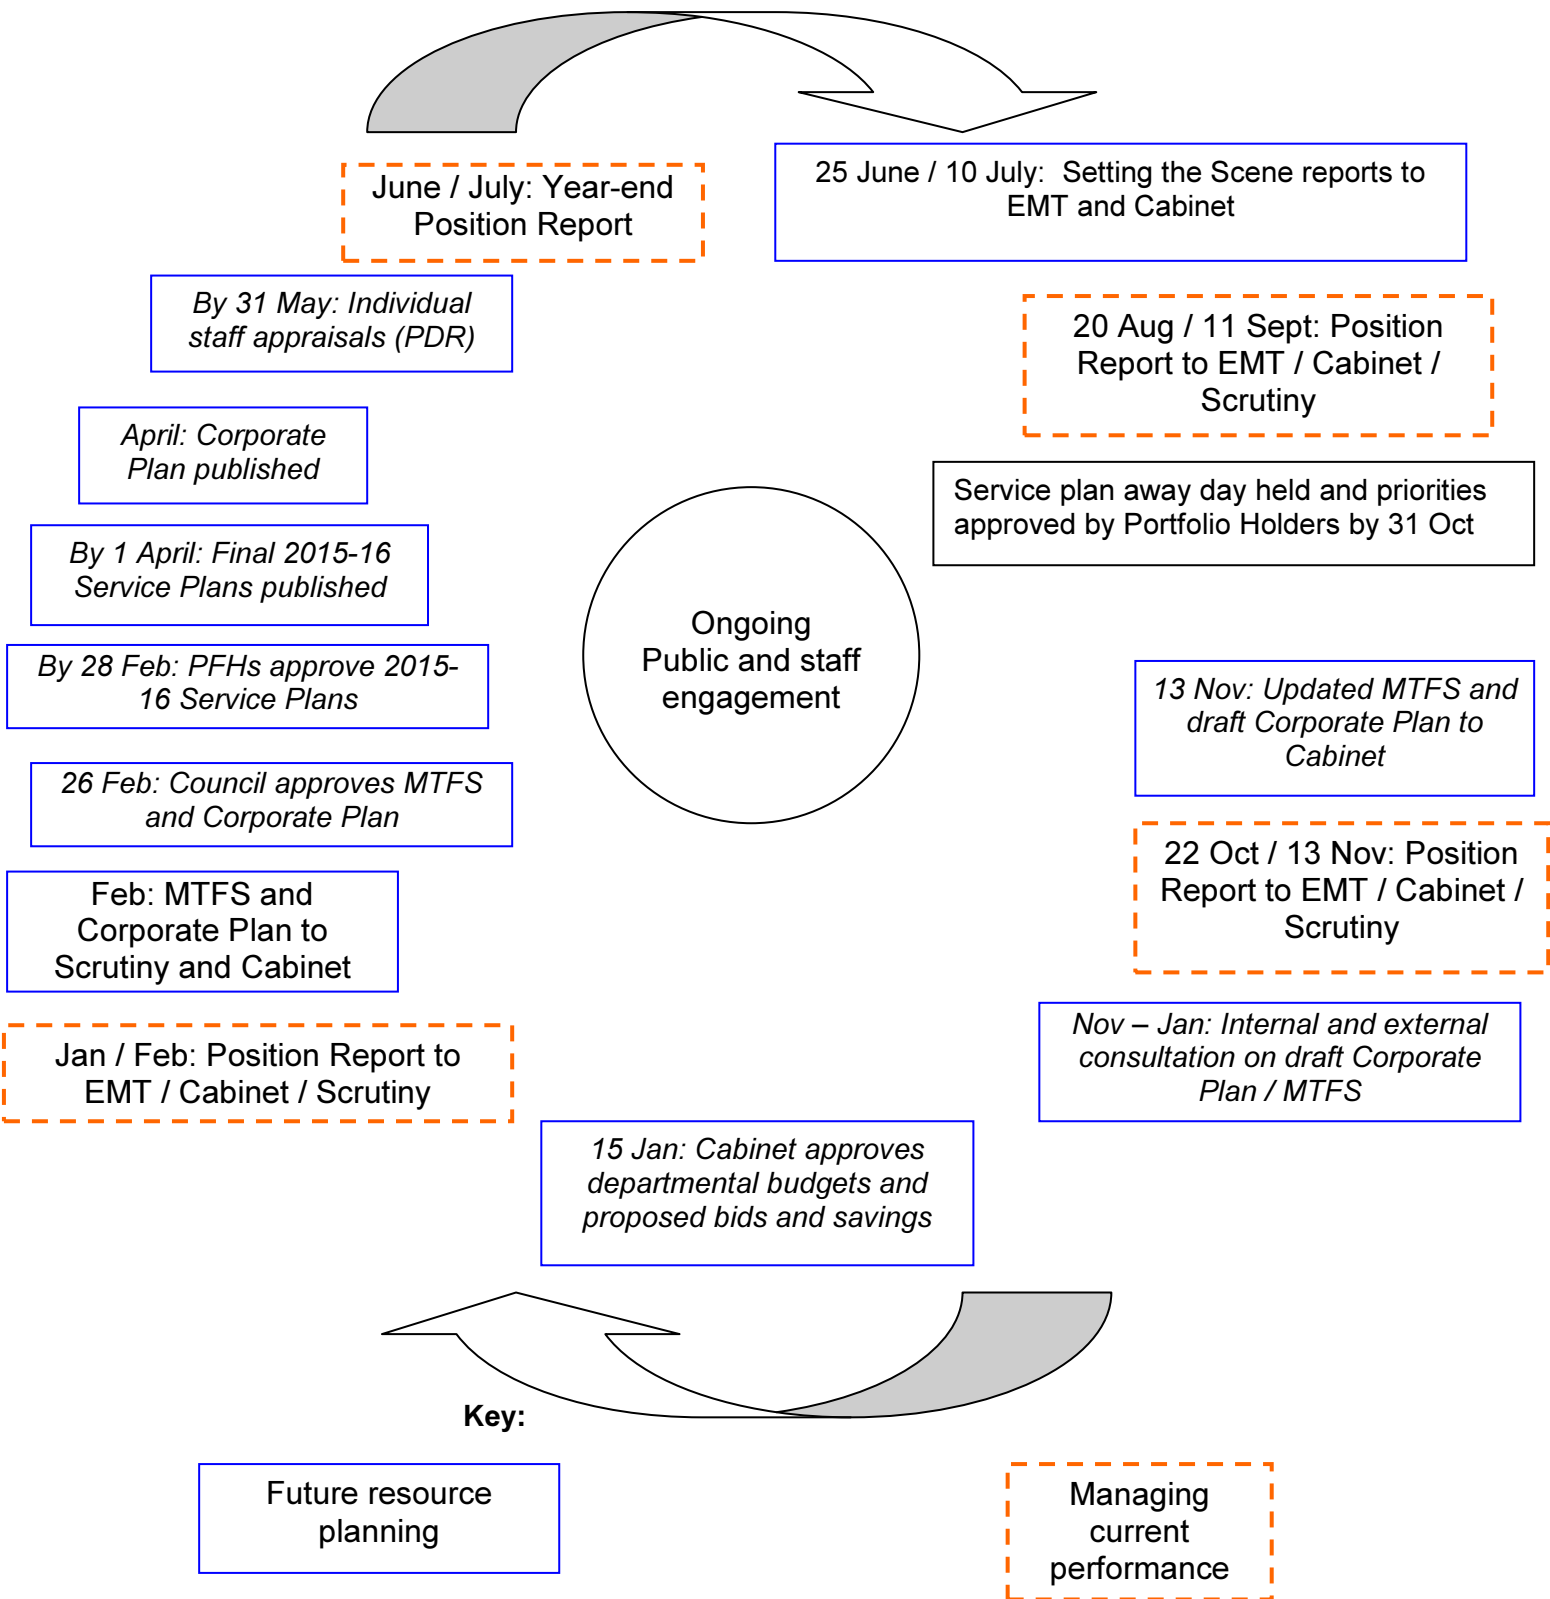 June / July: Year-end
Position Report
25 June / 10 July:  Setting the Scene reports to
EMT and Cabinet
By 31 May: Individual
staff appraisals (PDR)
20 Aug / 11 Sept: Position
Report to EMT / Cabinet /
Scrutiny
April: Corporate
Plan published
Service plan away day held and priorities
approved by Portfolio Holders by 31 Oct
By 1 April: Final 2015-16
Service Plans published
Ongoing
Public and staff
engagement
By 28 Feb: PFHs approve 2015-
16 Service Plans
13 Nov: Updated MTFS and
draft Corporate Plan to
Cabinet
26 Feb: Council approves MTFS
and Corporate Plan
22 Oct / 13 Nov: Position
Report to EMT / Cabinet /
Scrutiny
Feb: MTFS and
Corporate Plan to
Scrutiny and Cabinet
Nov – Jan: Internal and external
consultation on draft Corporate
Plan / MTFS
Jan / Feb: Position Report to
EMT / Cabinet / Scrutiny
15 Jan: Cabinet approves
departmental budgets and
proposed bids and savings
Key:
Future resource
planning
Managing
current
performance